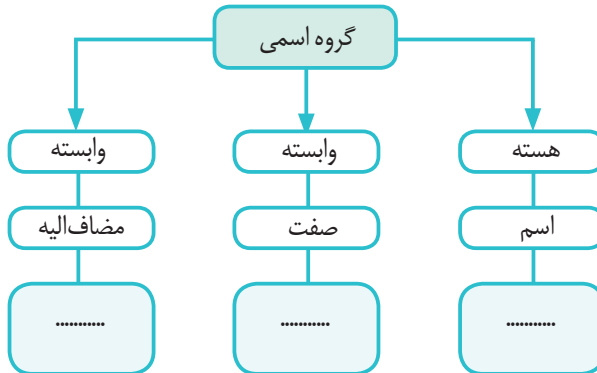 گروه اسمی
هسته
وابسته
وابسته
اسم
صفت
مضاف‌الیه
...........
...........
...........